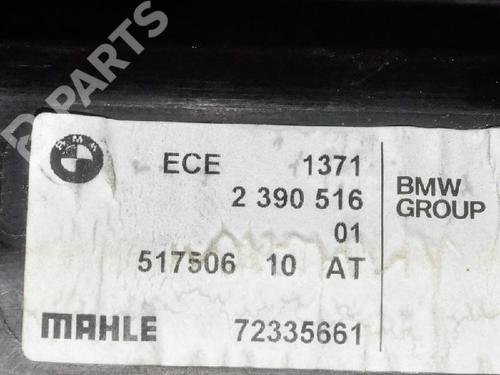 B-PARTS
BMW
ECE 1371
2 390 516
01
517506 10 AT
MAHLE 72335661
BMW
GROUP